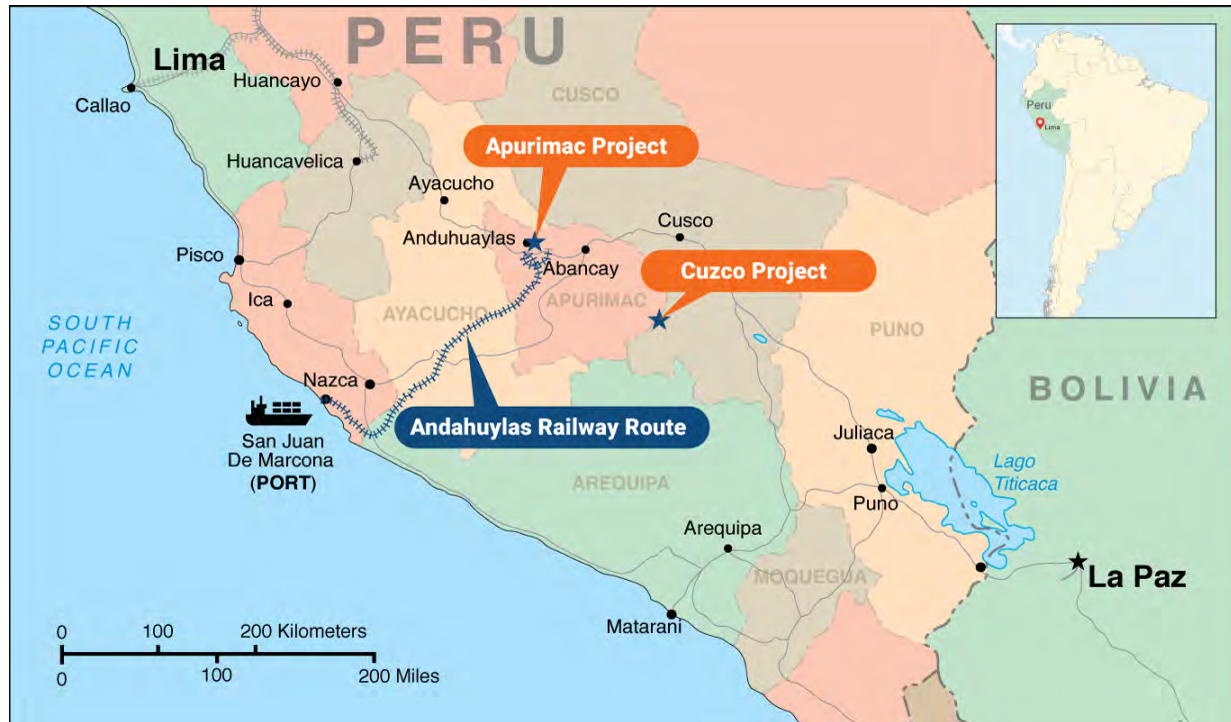 PERU
Lima
Huancayo
Callao
CUSCO
Peru
Lima
Apurimac Project
Huancavelica
Ayacucho
Cusco
Anduhuaylas
Pisco
Abancay
Cuzco Project
Ica
APURIMAC
AYACUCHO
PUNO
SOUTH
PACIFIC
OCEAN
Nazca
BOLIVIA
Andahuylas Railway Route
San Juan
De Marcona
(PORT)
Juliaca
Lago
Titicaca
AREQUIPA
Puno
Arequipa
MOQUEGUA
La Paz
Matarani
0 100 200 Kilometers
0 100 200 Miles